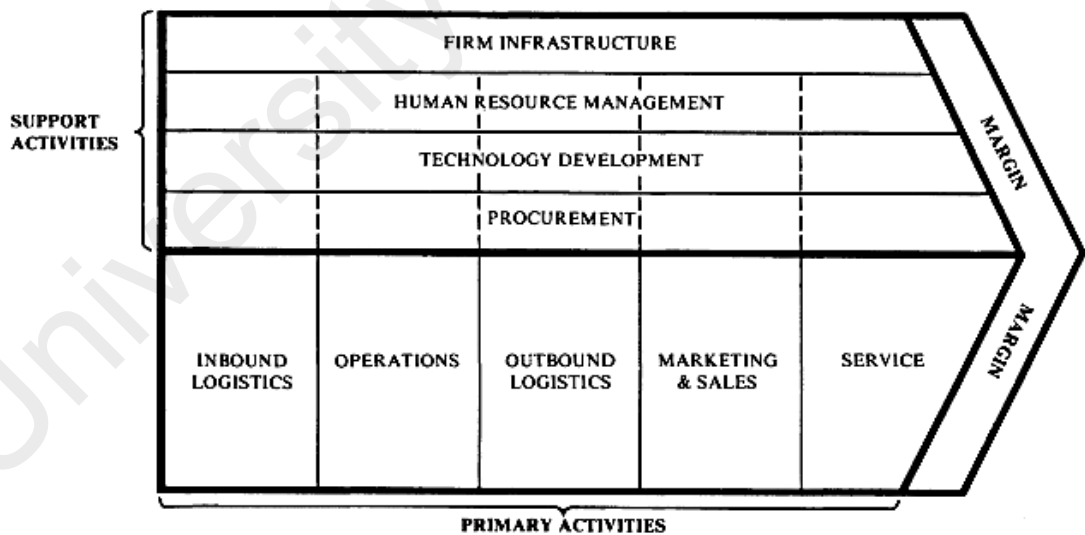 FIRM INFRASTRUCTURE
HUMAN RESOURCE MANAGEMENT
SUPPORT
ACTIVITIES
TECHNOLOGY DEVELOPMENT
PROCUREMENT
MARGIN
MARGIN
INBOUND
LOGISTICS
OPERATIONS
OUTBOUND
LOGISTICS
MARKETING
& SALES
SERVICE
PRIMARY ACTIVITIES
University